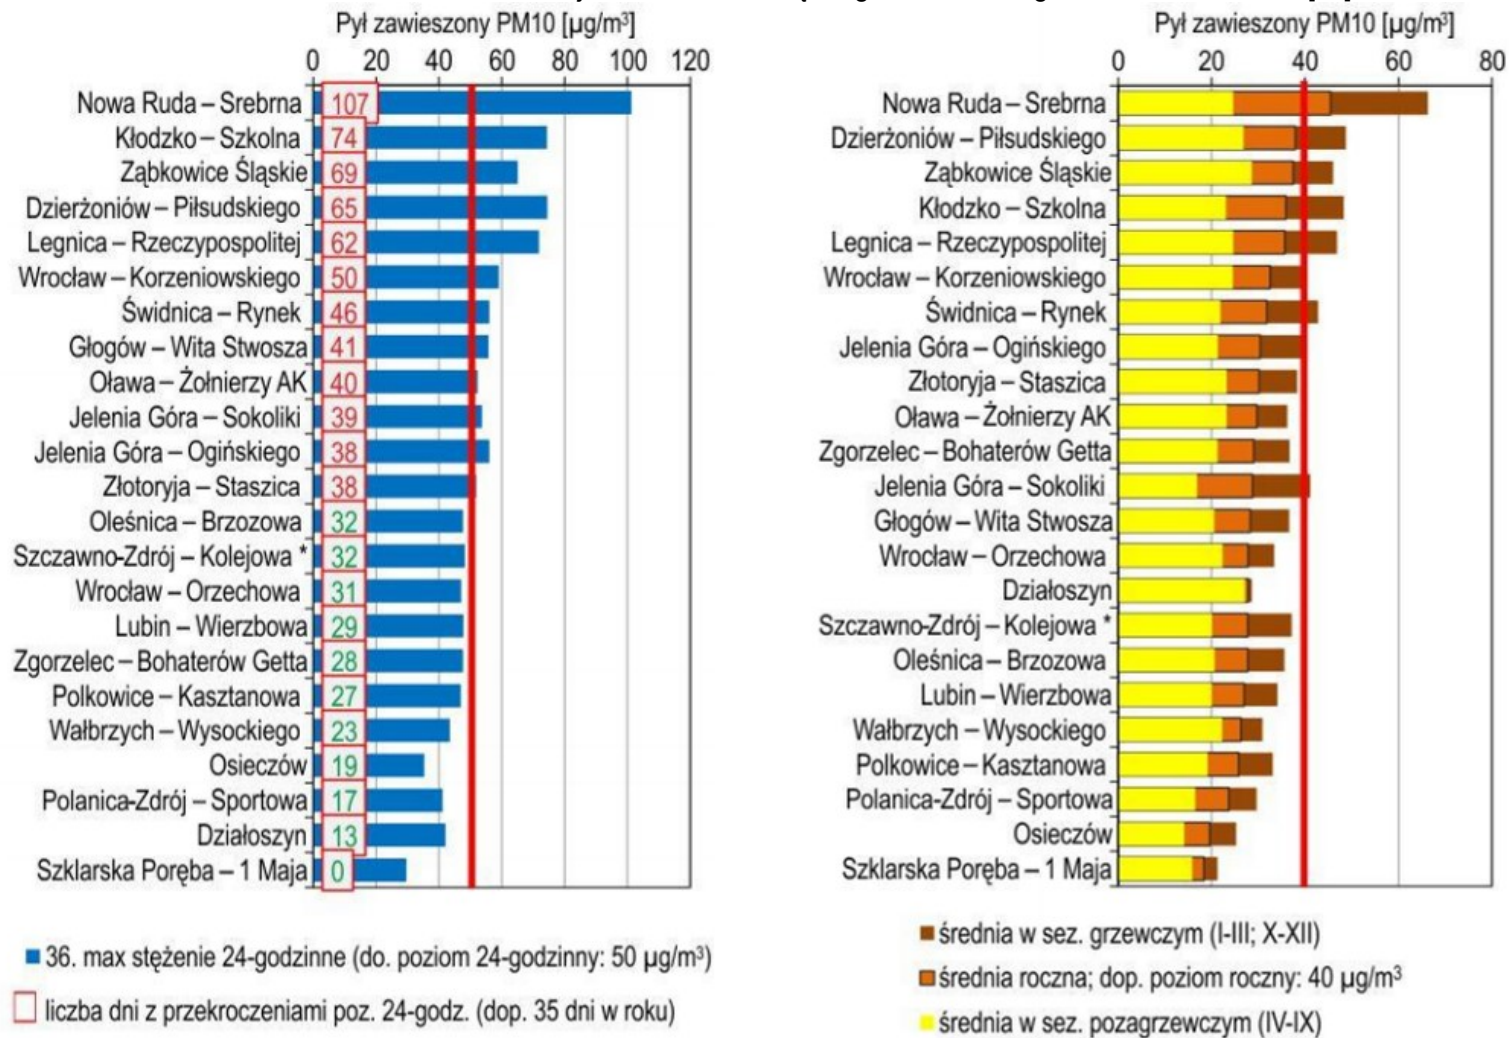 Pył zawieszony PM10 [µg/m³]
0 20 40 60 80 100 120
Nowa Ruda – Srebrna 107
Kłodzko – Szkolna 74
Ząbkowice Śląskie 69
Dzierżoniów – Piłsudskiego 65
Legnica – Rzeczypospolitej 62
Wrocław – Korzeniowskiego 50
Świdnica – Rynek 46
Głogów – Wita Stwosza 41
Oława – Żołnierzy AK 40
Jelenia Góra – Sokoliki 39
Jelenia Góra – Ogińskiego 38
Złotoryja – Staszica 38
Oleśnica – Brzozowa 32
Szczawno-Zdrój – Kolejowa * 32
Wrocław – Orzechowa 31
Lubin – Wierzbowa 29
Zgorzelec – Bohaterów Getta 28
Polkowice – Kasztanowa 27
Wałbrzych – Wysockiego 23
Osieczów 19
Polanica-Zdrój – Sportowa 17
Działoszyn 13
Szklarska Poręba – 1 Maja 0
36. max stężenie 24-godzinne (do. poziom 24-godzinny: 50 µg/m³)
liczba dni z przekroczeniami poz. 24-godz. (dop. 35 dni w roku)
Pył zawieszony PM10 [µg/m³]
0 20 40 60 80
Nowa Ruda – Srebrna
Dzierżoniów – Piłsudskiego
Ząbkowice Śląskie
Kłodzko – Szkolna
Legnica – Rzeczypospolitej
Wrocław – Korzeniowskiego
Świdnica – Rynek
Jelenia Góra – Ogińskiego
Złotoryja – Staszica
Oława – Żołnierzy AK
Zgorzelec – Bohaterów Getta
Jelenia Góra – Sokoliki
Głogów – Wita Stwosza
Wrocław – Orzechowa
Działoszyn
Szczawno-Zdrój – Kolejowa *
Oleśnica – Brzozowa
Lubin – Wierzbowa
Wałbrzych – Wysockiego
Polkowice – Kasztanowa
Polanica-Zdrój – Sportowa
Osieczów
Szklarska Poręba – 1 Maja
średnia w sez. grzewczym (I-III; X-XII)
średnia roczna; dop. poziom roczny: 40 µg/m³
średnia w sez. pozagrzewczym (IV-IX)